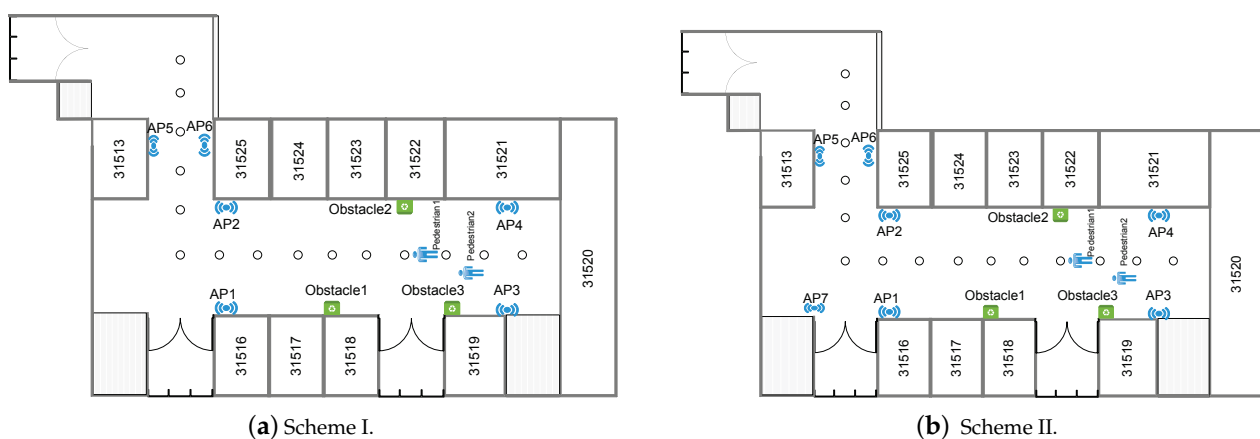 AP5 AP6
31513
31525
31524
31523
31522
31521
Obstacle2
AP2
Pedestrian1
Pedestrian2
AP4
31520
AP1
Obstacle1
Obstacle3
AP3
31516
31517
31518
31519
(a) Scheme I.
AP5 AP6
31513
31525
31524
31523
31522
31521
Obstacle2
AP2
Pedestrian1
Pedestrian2
AP4
31520
AP7
AP1
Obstacle1
Obstacle3
AP3
31516
31517
31518
31519
(b) Scheme II.